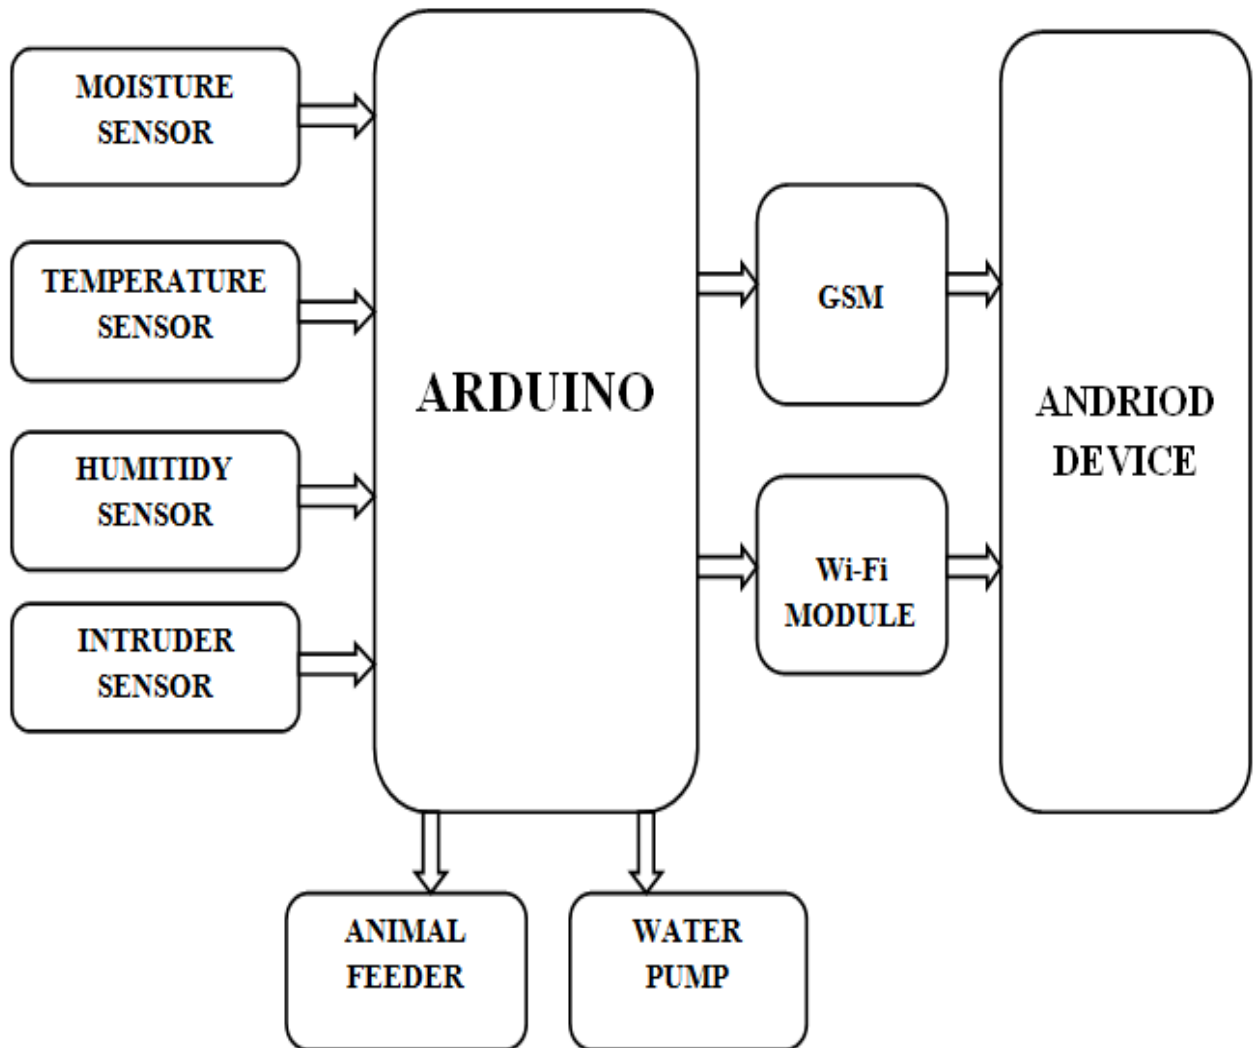 MOISTURE
SENSOR
TEMPERATURE
SENSOR
HUMITIDY
SENSOR
INTRUDER
SENSOR
ARDUINO
GSM
Wi-Fi
MODULE
ANDRIOD
DEVICE
ANIMAL
FEEDER
WATER
PUMP